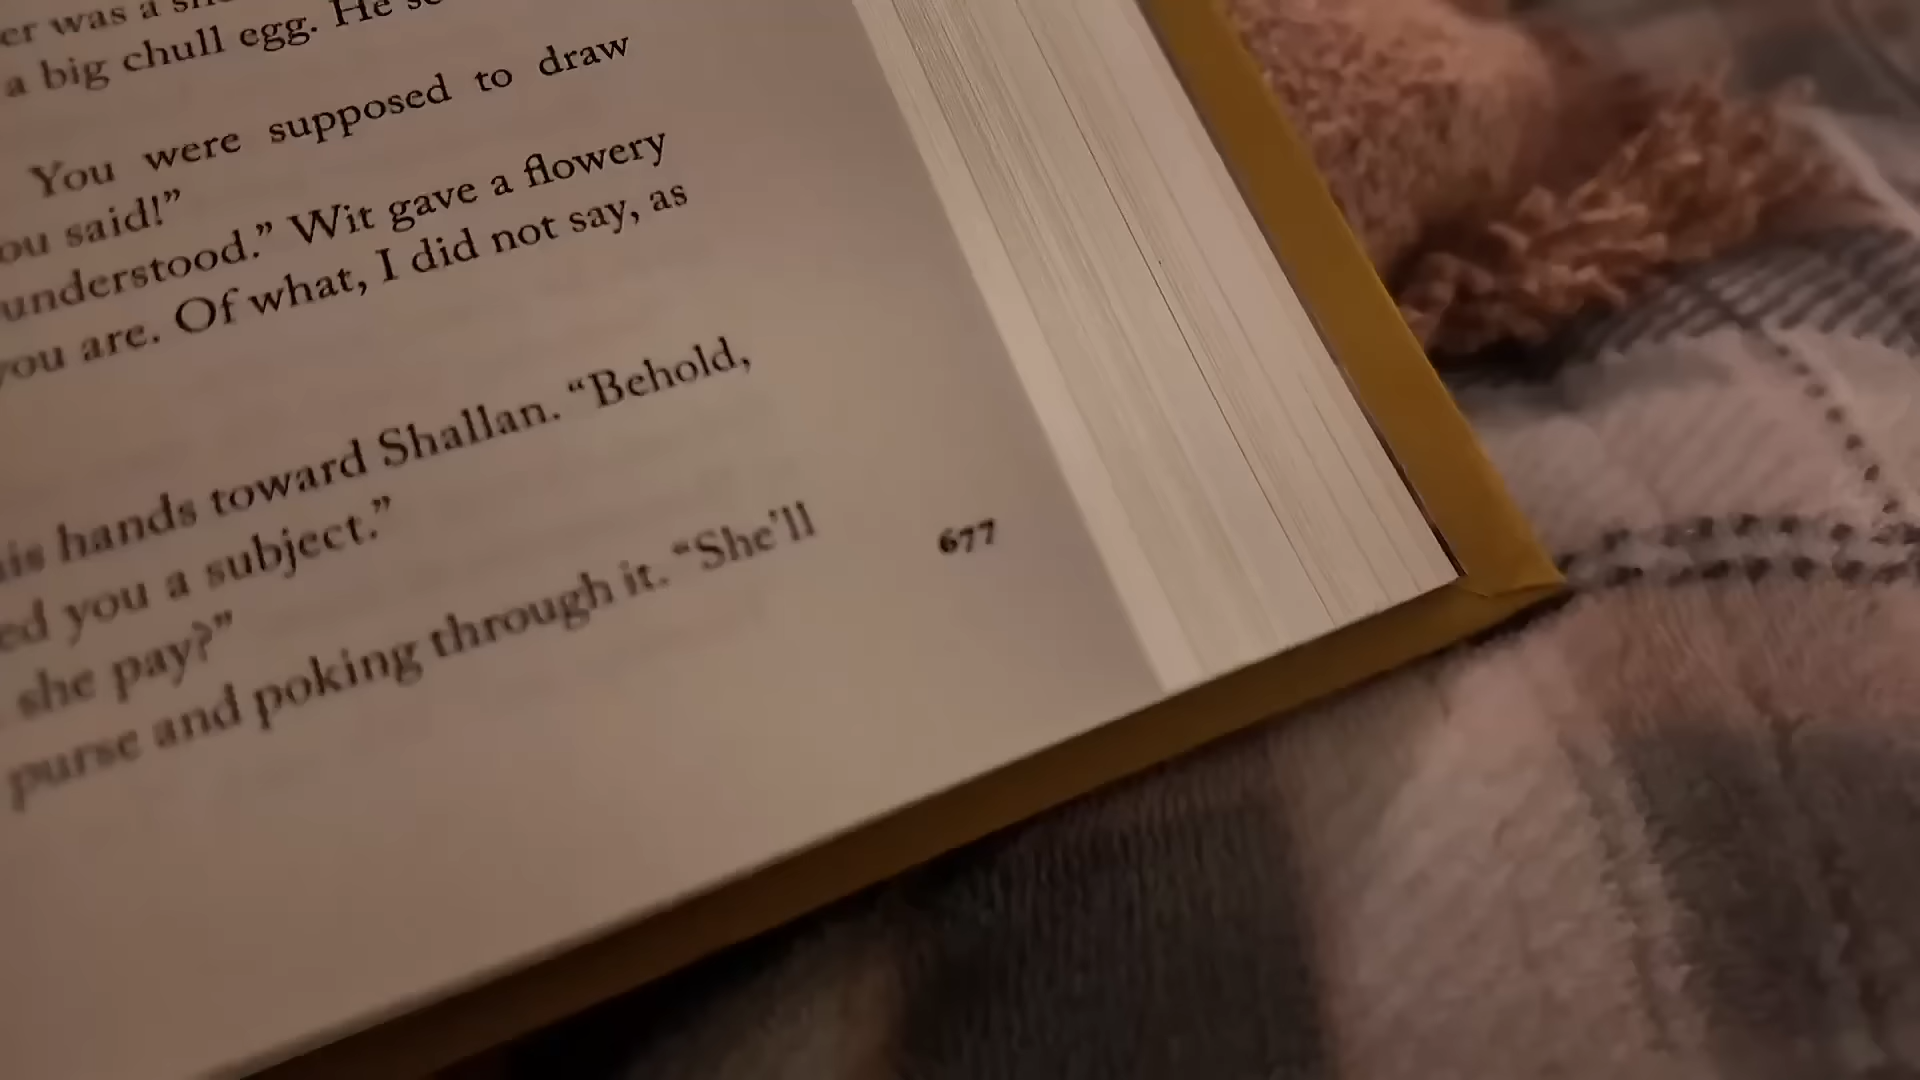 er was a
a big chull egg. He
You were supposed to draw
ou said!”
understood.” Wit gave a flowery
you are. Of what, I did not say, as
is hands toward Shallan. “Behold,
ed you a subject.”
she pay?”
purse and poking through it. “She’ll
677